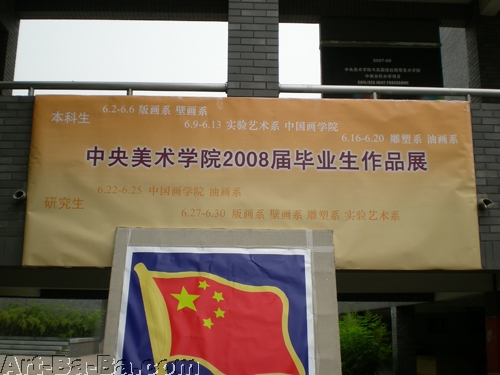 2007-08
本科生
6.2-6.6 版画系 壁画系
6.9-6.13 实验艺术系 中国画学院
6.16-6.20 雕塑系 油画系
中央美术学院2008届毕业生作品展
研究生
6.22-6.25 中国画学院 油画系
6.27-6.30 版画系 壁画系 雕塑系 实验艺术系
Art-Ba-Ba.com